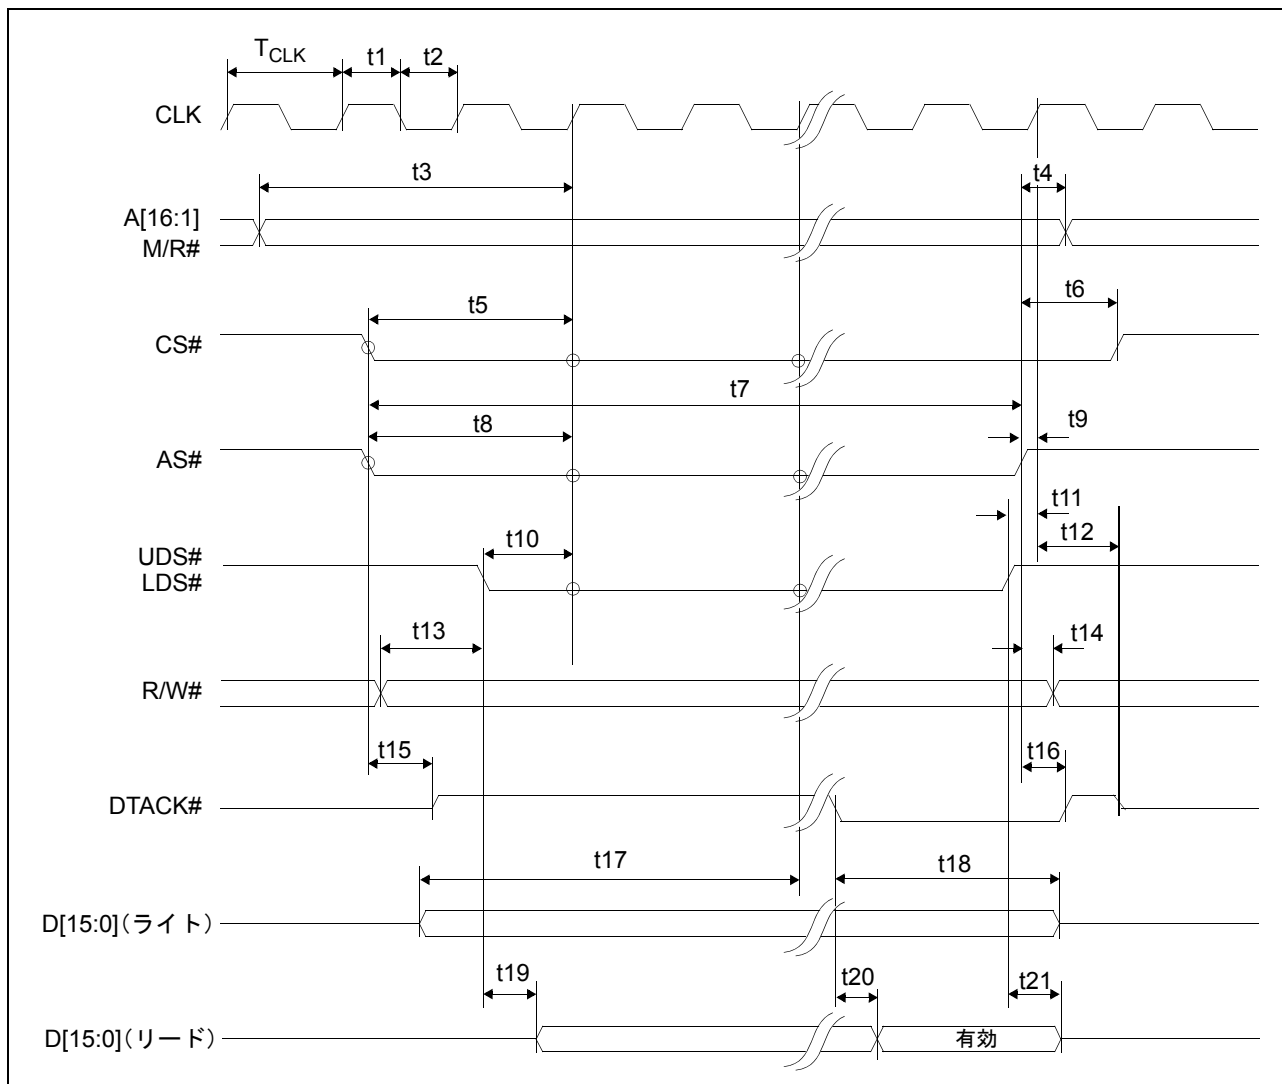 TCLK t1 t2
CLK
t3 t4
A[16:1]
M/R#
t5 t6
CS#
t7
t8 t9
AS#
t11
t10 t12
UDS#
LDS#
t13 t14
R/W#
t15 t16
DTACK#
t17 t18
D[15:0](ライト)
t19 t20 t21
D[15:0](リード) 有効